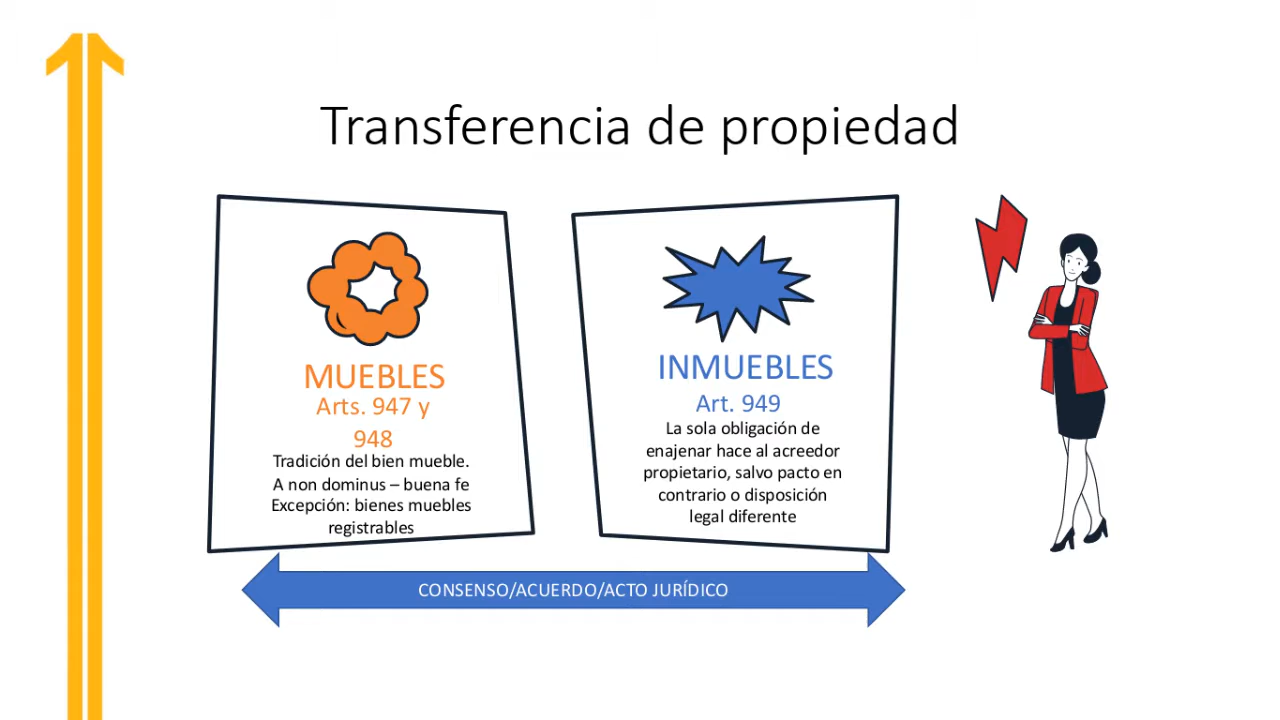 Transferencia de propiedad
MUEBLES
Arts. 947 y
948
Tradición del bien mueble.
A non dominus – buena fe
Excepción: bienes muebles
registrables
INMUEBLES
Art. 949
La sola obligación de
enajenar hace al acreedor
propietario, salvo pacto en
contrario o disposición
legal diferente
CONSENSO/ACUERDO/ACTO JURÍDICO